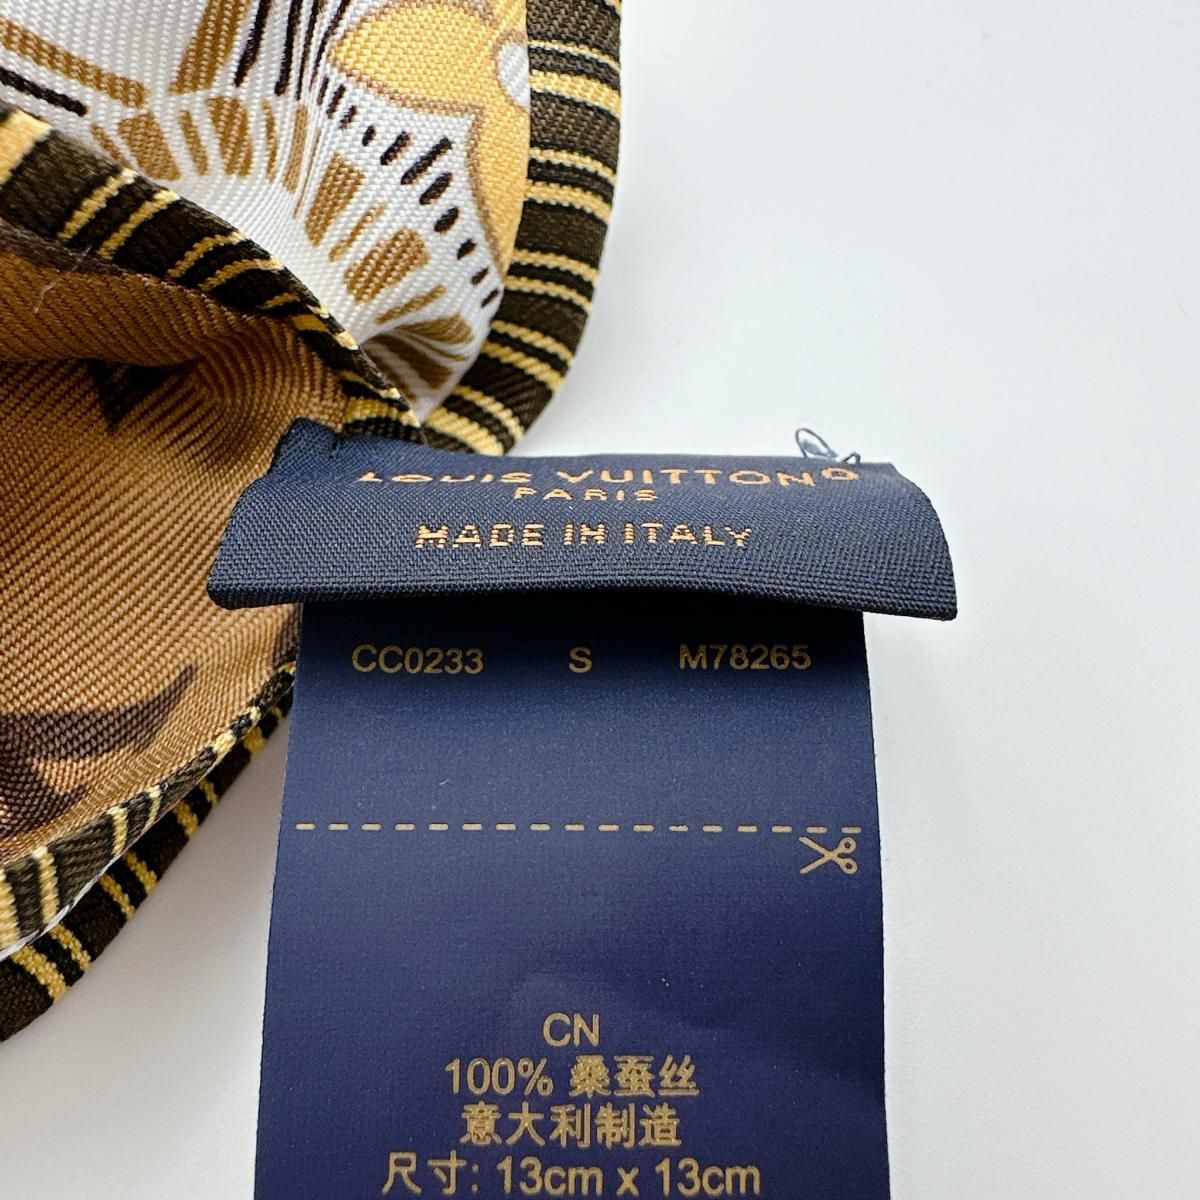 LOUIS VUITTON®
PARIS
MADE IN ITALY
CC0233 S M78265
CN
100% 桑蚕丝
意大利制造
尺寸: 13cm x 13cm